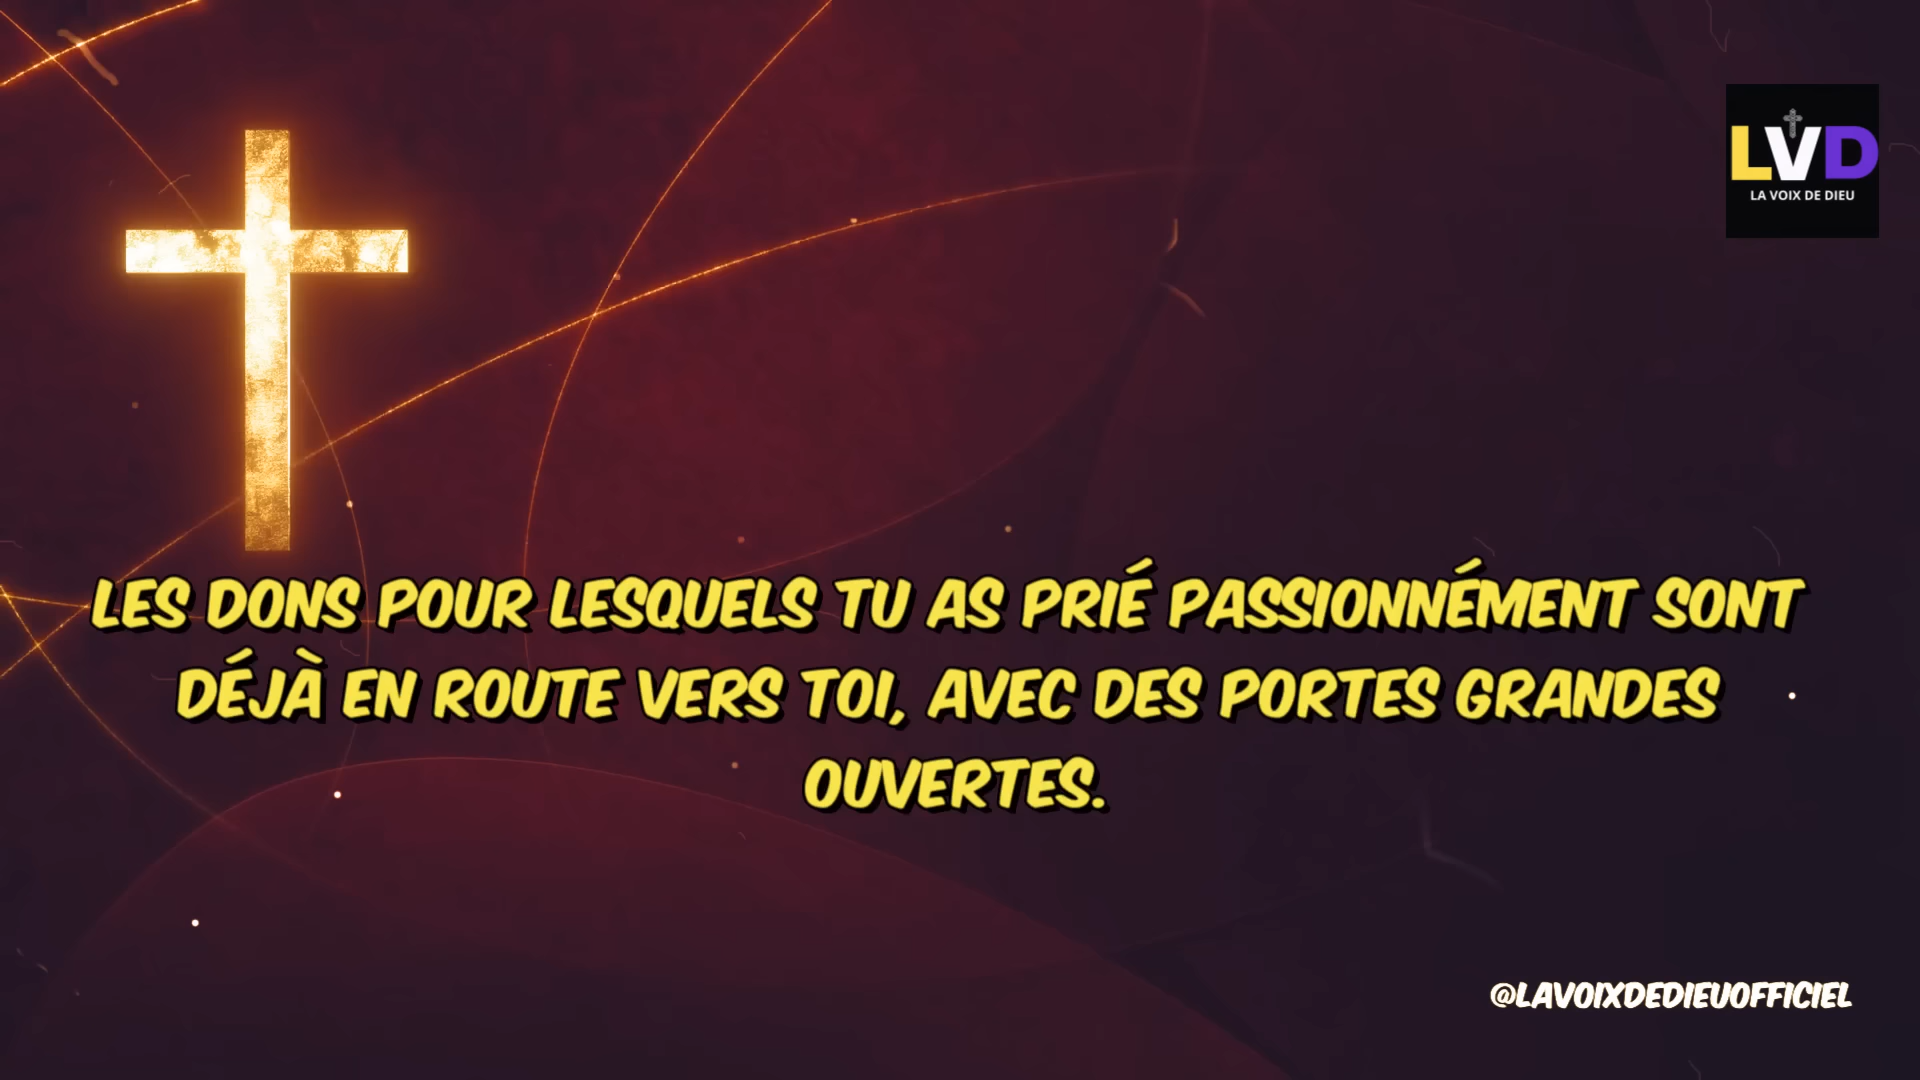 LVD
LA VOIX DE DIEU
LES DONS POUR LESQUELS TU AS PRIÉ PASSIONNÉMENT SONT
DÉJÀ EN ROUTE VERS TOI, AVEC DES PORTES GRANDES
OUVERTES.
@LAVOIXDEDIEUOFFICIEL